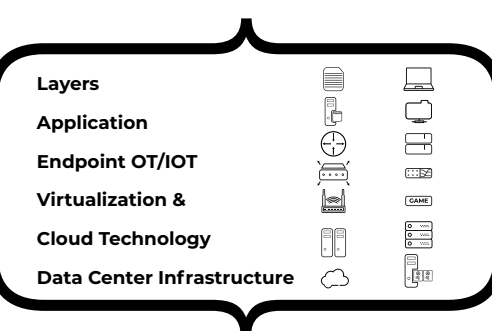 Layers
Application
Endpoint OT/IOT
Virtualization &
GAME
Cloud Technology
Data Center Infrastructure